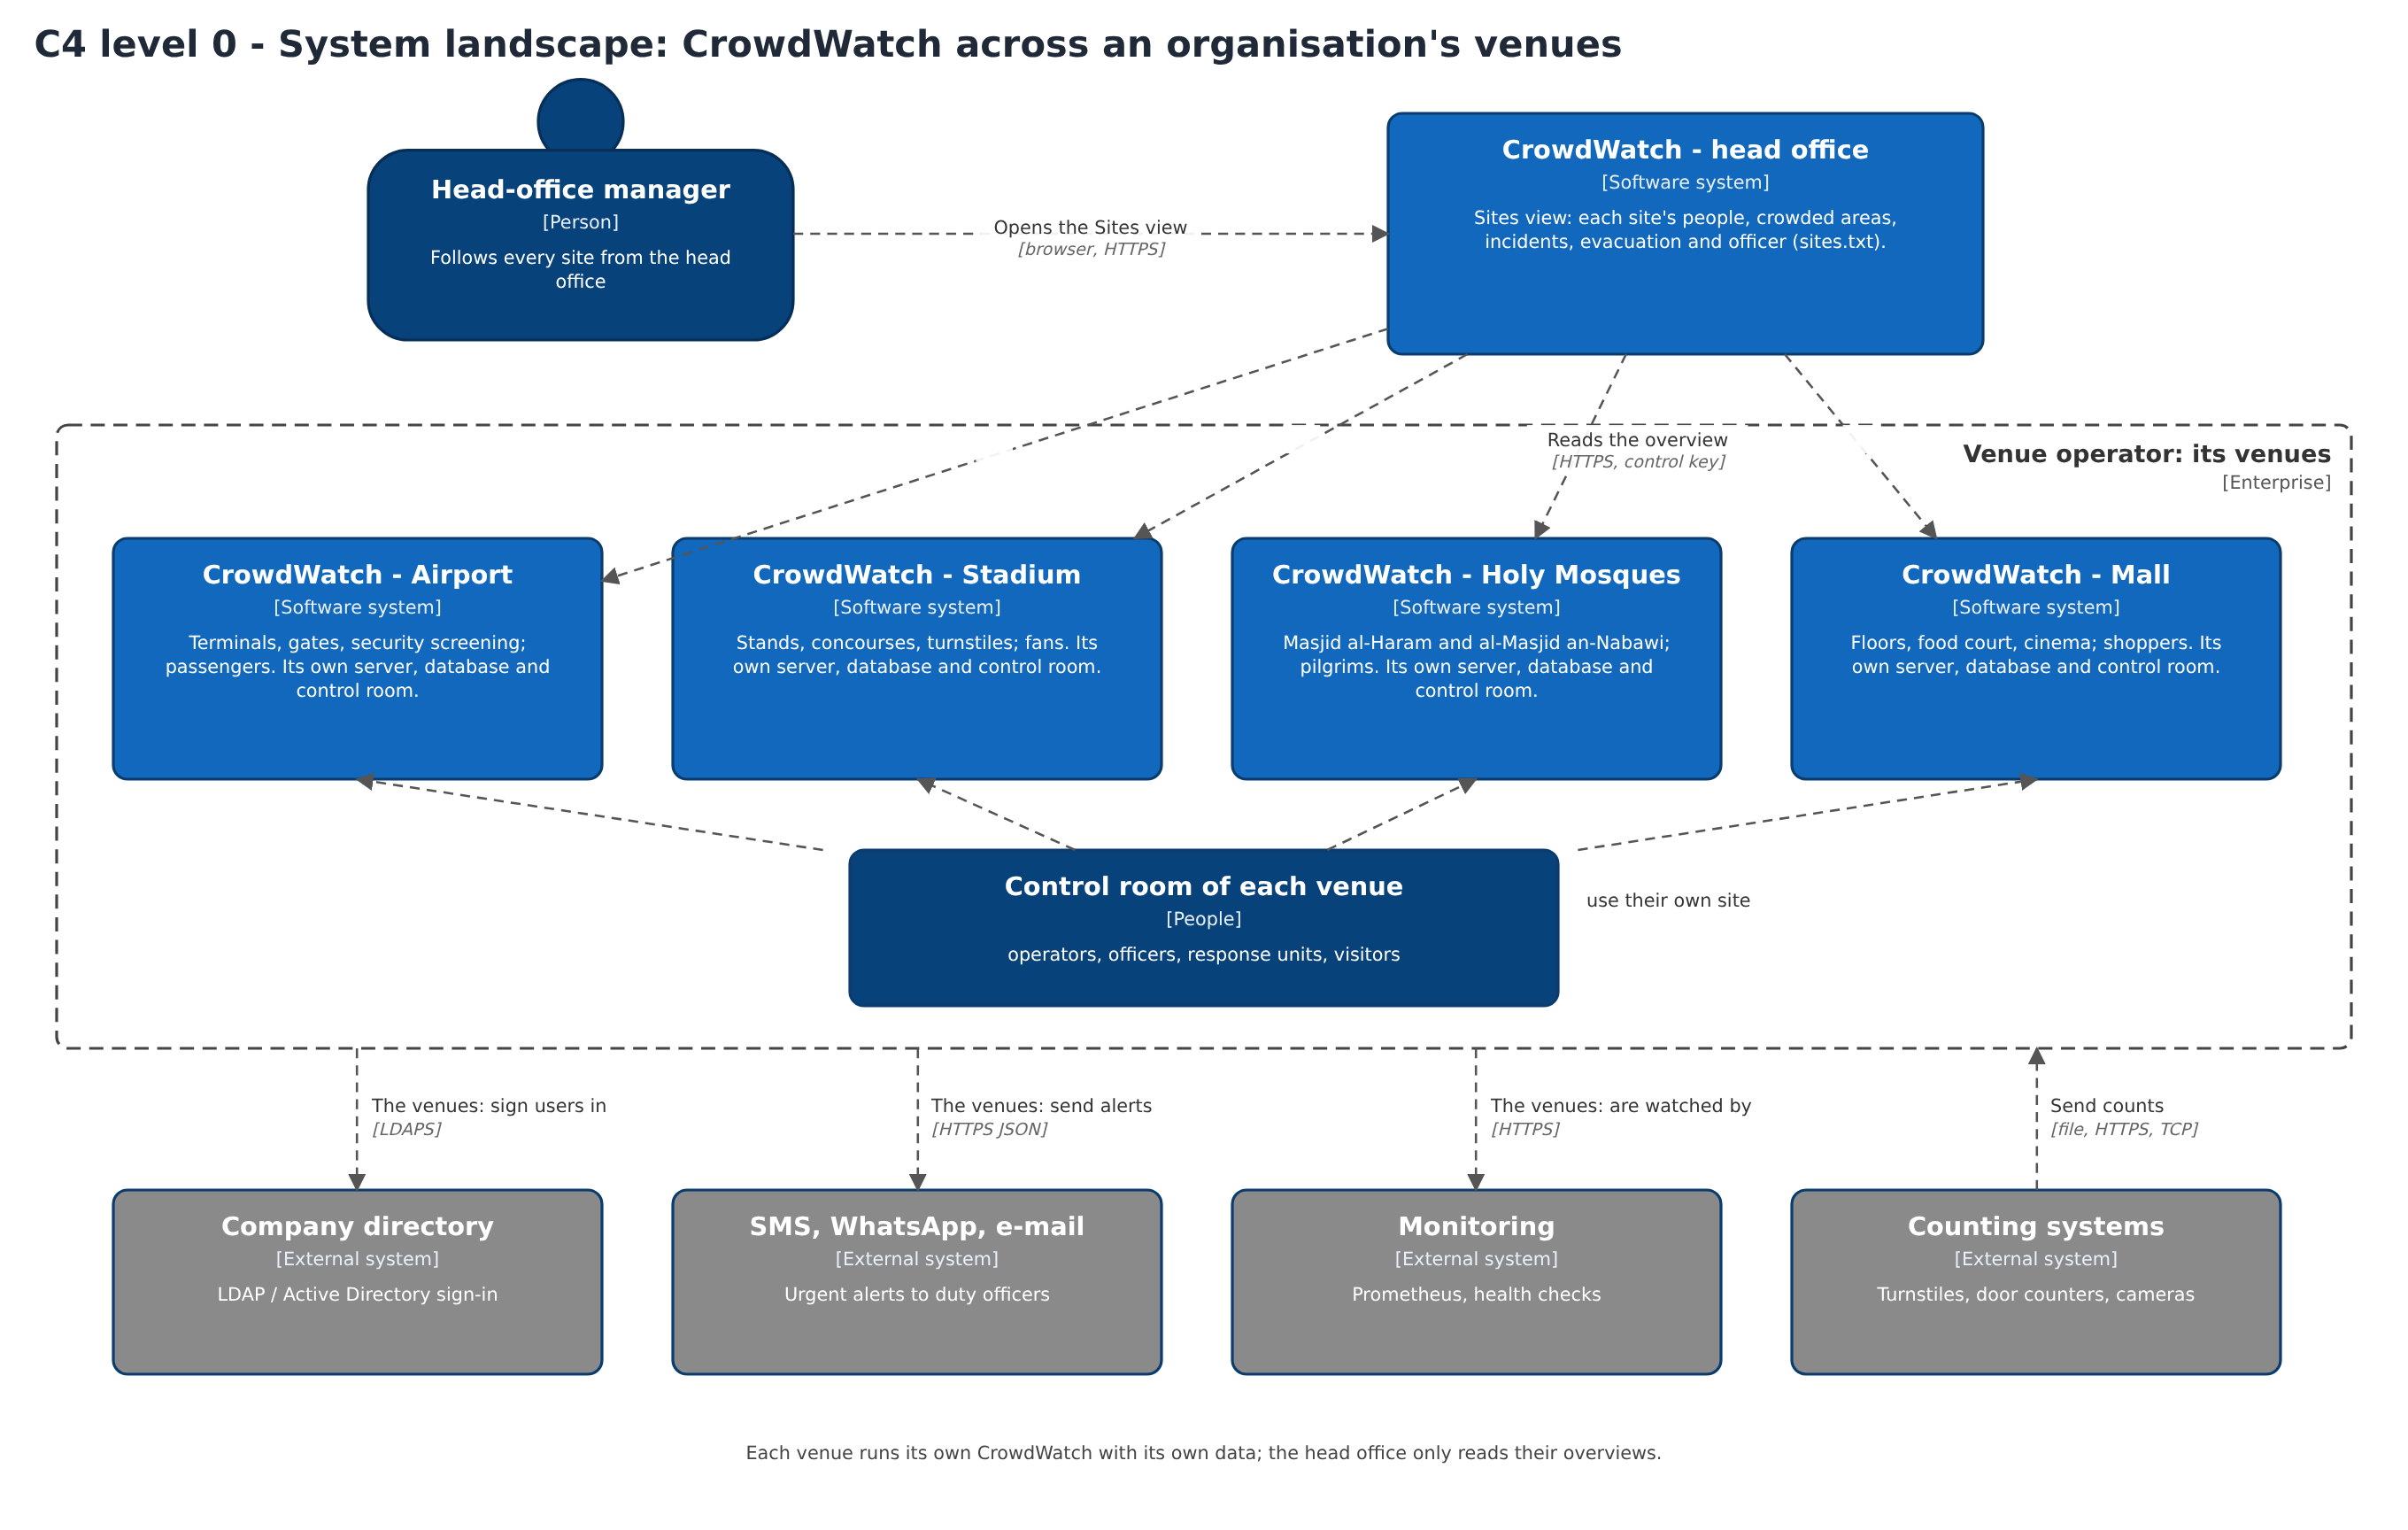 C4 level 0 - System landscape: CrowdWatch across an organisation's venues
Head-office manager
[Person]
Follows every site from the head
office
Opens the Sites view
[browser, HTTPS]
CrowdWatch - head office
[Software system]
Sites view: each site's people, crowded areas,
incidents, evacuation and officer (sites.txt).
Reads the overview
[HTTPS, control key]
Venue operator: its venues
[Enterprise]
CrowdWatch - Airport
[Software system]
Terminals, gates, security screening;
passengers. Its own server, database and
control room.
CrowdWatch - Stadium
[Software system]
Stands, concourses, turnstiles; fans. Its
own server, database and control room.
CrowdWatch - Holy Mosques
[Software system]
Masjid al-Haram and al-Masjid an-Nabawi;
pilgrims. Its own server, database and
control room.
CrowdWatch - Mall
[Software system]
Floors, food court, cinema; shoppers. Its
own server, database and control room.
Control room of each venue
[People]
operators, officers, response units, visitors
use their own site
The venues: sign users in
[LDAPS]
The venues: send alerts
[HTTPS JSON]
The venues: are watched by
[HTTPS]
Send counts
[file, HTTPS, TCP]
Company directory
[External system]
LDAP / Active Directory sign-in
SMS, WhatsApp, e-mail
[External system]
Urgent alerts to duty officers
Monitoring
[External system]
Prometheus, health checks
Counting systems
[External system]
Turnstiles, door counters, cameras
Each venue runs its own CrowdWatch with its own data; the head office only reads their overviews.